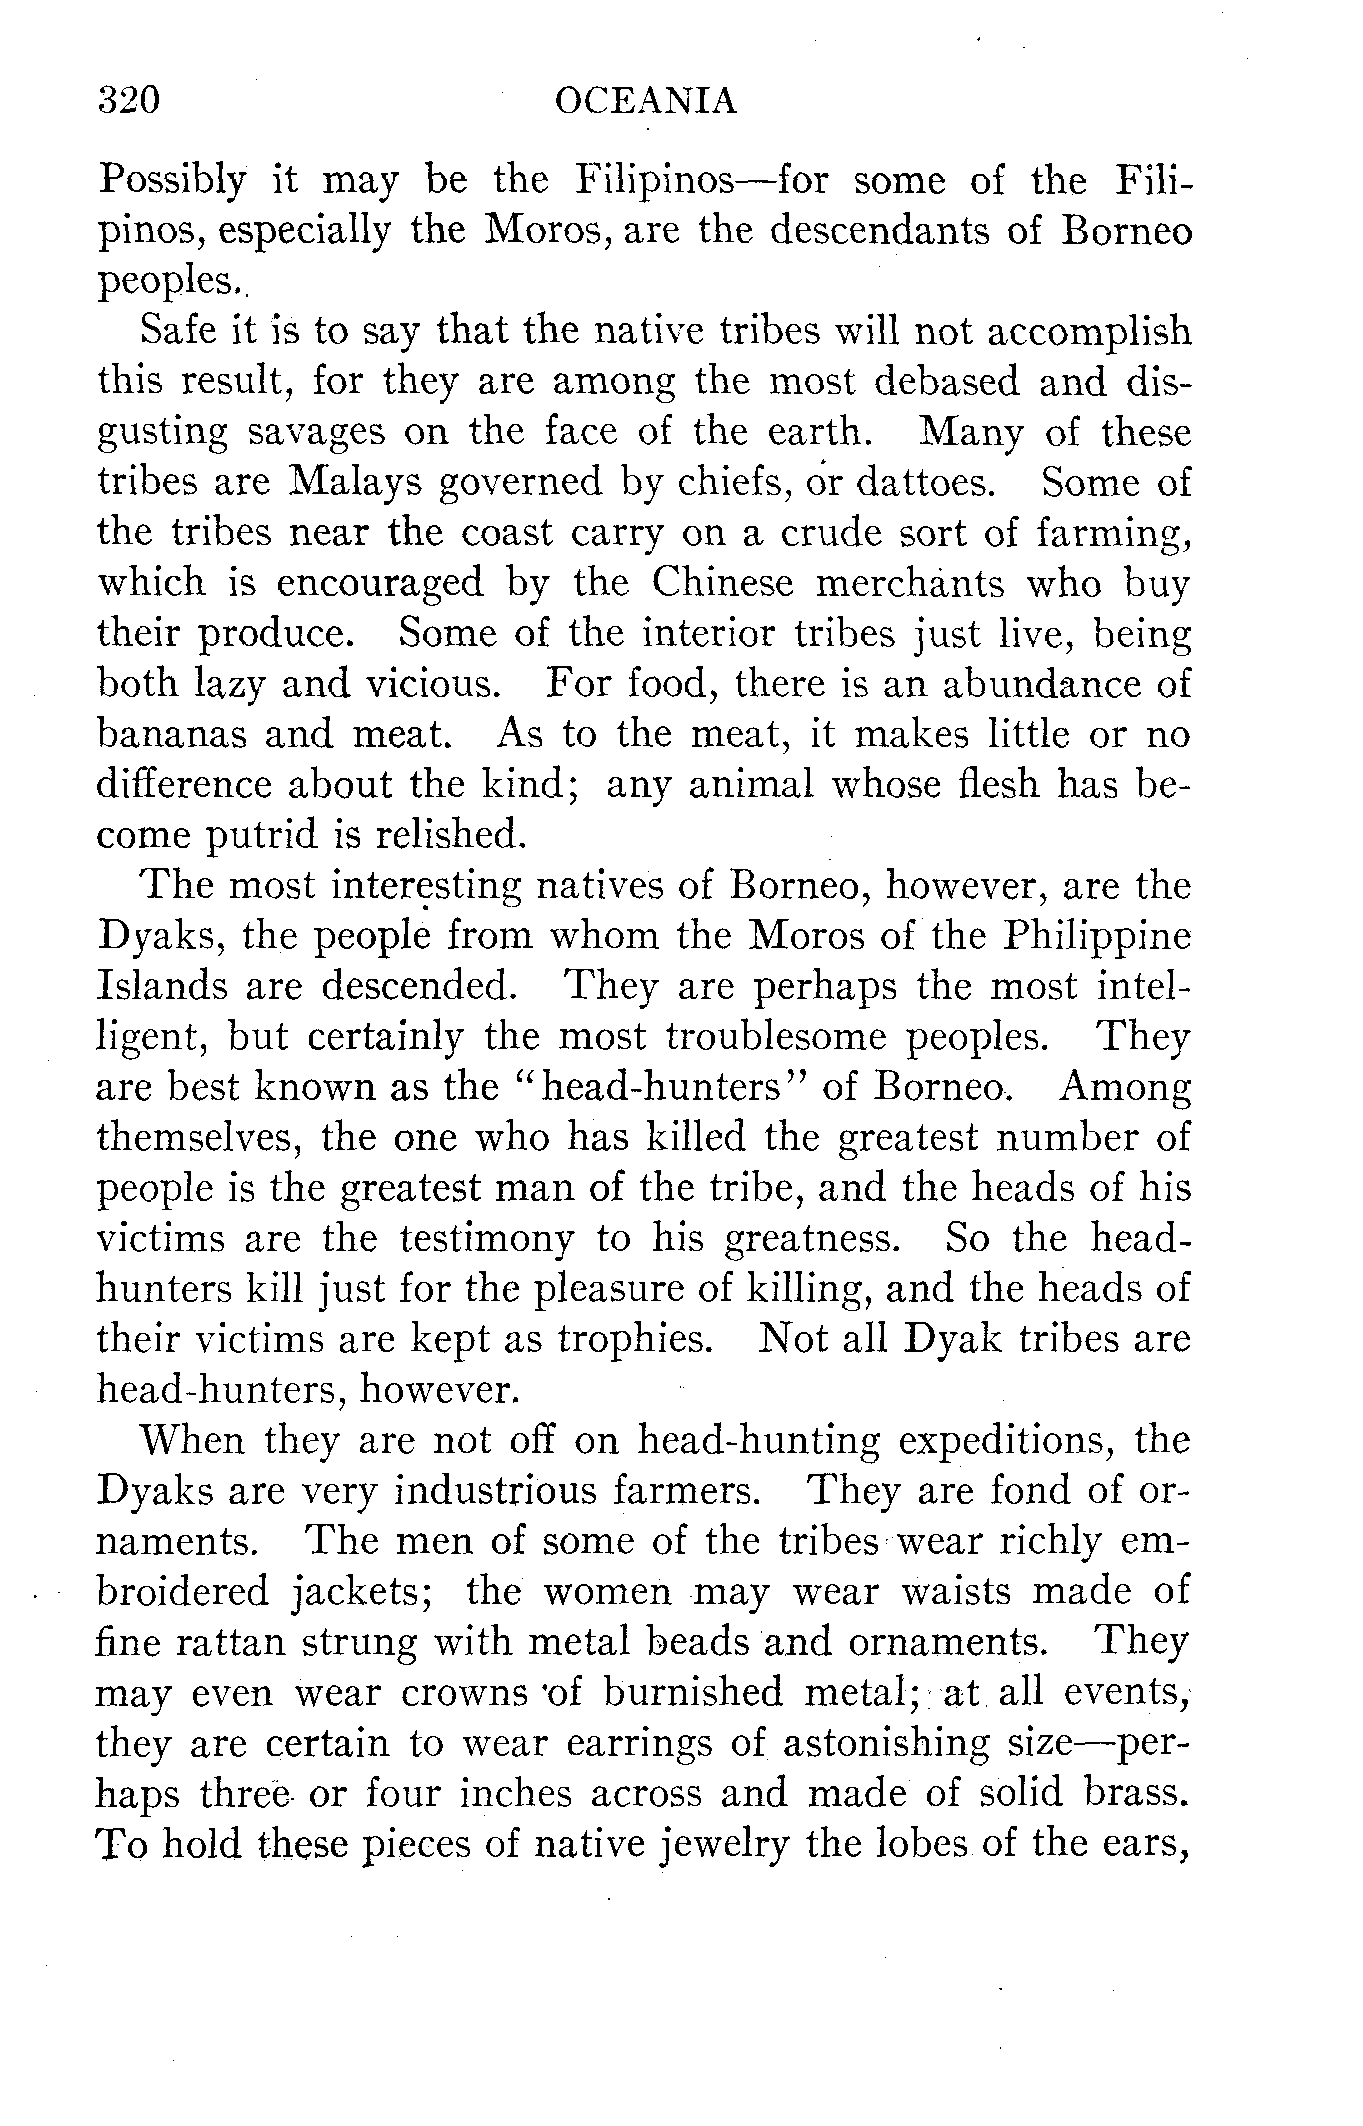 320 OCEANIA
Possibly it may be the Filipinos—for some of the Fili-
pinos, especially the Moros, are the descendants of Borneo
peoples.
Safe it is to say that the native tribes will not accomplish
this result, for they are among the most debased and dis-
gusting savages on the face of the earth. Many of these
tribes are Malays governed by chiefs, or dattoes. Some of
the tribes near the coast carry on a crude sort of farming,
which is encouraged by the Chinese merchants who buy
their produce. Some of the interior tribes just live, being
both lazy and vicious. For food, there is an abundance of
bananas and meat. As to the meat, it makes little or no
difference about the kind; any animal whose flesh has be-
come putrid is relished.
The most interesting natives of Borneo, however, are the
Dyaks, the people from whom the Moros of the Philippine
Islands are descended. They are perhaps the most intel-
ligent, but certainly the most troublesome peoples. They
are best known as the "head-hunters" of Borneo. Among
themselves, the one who has killed the greatest number of
people is the greatest man of the tribe, and the heads of his
victims are the testimony to his greatness. So the head-
hunters kill just for the pleasure of killing, and the heads of
their victims are kept as trophies. Not all Dyak tribes are
head-hunters, however.
When they are not off on head-hunting expeditions, the
Dyaks are very industrious farmers. They are fond of or-
naments. The men of some of the tribes wear richly em-
broidered jackets; the women may wear waists made of
fine rattan strung with metal beads and ornaments. They
may even wear crowns of burnished metal; at all events,
they are certain to wear earrings of astonishing size—per-
haps three or four inches across and made of solid brass.
To hold these pieces of native jewelry the lobes of the ears,